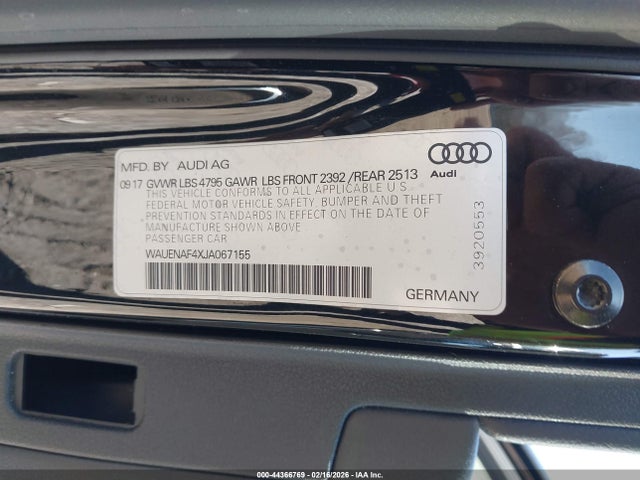 MFD. BY AUDI AG
09 17 GVWR LBS 4795 GAWR LBS FRONT 2392 /REAR 2513
THIS VEHICLE CONFORMS TO ALL APPLICABLE U.S.
FEDERAL MOTOR VEHICLE SAFETY, BUMPER AND THEFT
PREVENTION STANDARDS IN EFFECT ON THE DATE OF
MANUFACTURE SHOWN ABOVE
PASSENGER CAR
WAUENAF4XJA067155
Audi
3920553
GERMANY
000-44366769 - 02/16/2026 - IAA Inc.